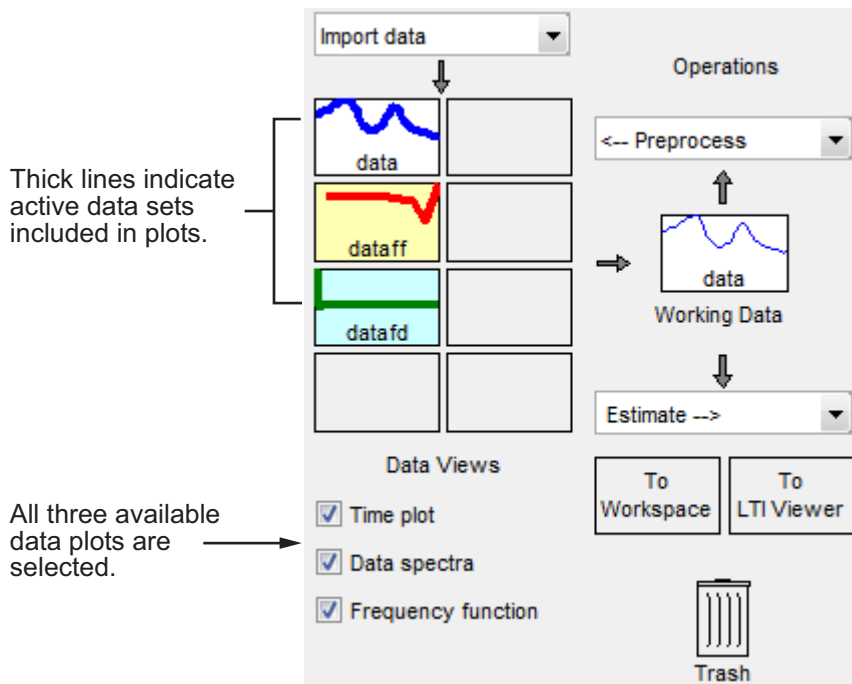 Import data
Operations
data
<-- Preprocess
Thick lines indicate
active data sets
included in plots.
dataff
data
Working Data
datafd
Estimate -->
Data Views
To
Workspace
To
LTI Viewer
All three available
data plots are
selected.
Time plot
Data spectra
Frequency function
Trash